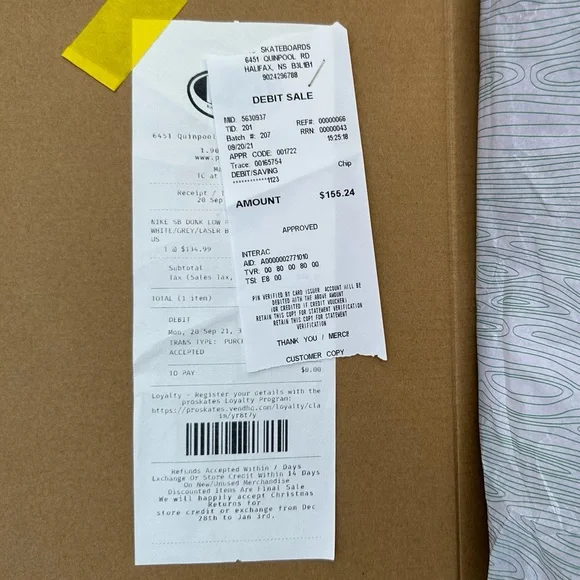 SKATEBOARDS
6451 QUINPOOL RD
HALIFAX, NS B3L1B1
9024296788
DEBIT SALE
MID: 5630937
TID: 201 REF#: 00000066
Batch #: 207 RRN: 00000043
09/20/21 15:25:18
APPR CODE: 001722
Trace: 00165754 Chip
DEBIT/SAVING
************1123
AMOUNT $155.24
APPROVED
INTERAC
AID: A0000002771010
TVR: 00 80 00 80 00
TSI: E8 00
PIN VERIFIED BY CARD ISSUER. ACCOUNT WILL BE
DEBITED WITH THE ABOVE AMOUNT
(OR CREDITED IF CREDIT VOUCHER)
RETAIN THIS COPY FOR STATEMENT VERIFICATION
RETAIN THIS COPY FOR STATEMENT
VERIFICATION
THANK YOU / MERCI!
CUSTOMER COPY
6451 Quinpool
1.90
www.p
Receipt /
20 Sep
NIKE SB DUNK LOW
WHITE/GREY/LASER B
US
1 @ $134.99
Subtotal
Tax (Sales Tax,
TOTAL (1 item)
DEBIT
Mon, 20 Sep 21, 3
TRANS TYPE: PURC
ACCEPTED
TO PAY $0.00
Loyalty - Register your details with the
proskates Loyalty Program!
https://proskates.vendhq.com/loyalty/cla
im/yr8t7y
Refunds Accepted Within 7 Days
Exchange Or Store Credit Within 14 Days
On New/Unused Merchandise
Discounted Items Are Final Sale
We will happily accept Christmas
Returns for
store credit or exchange from Dec
28th to Jan 3rd.